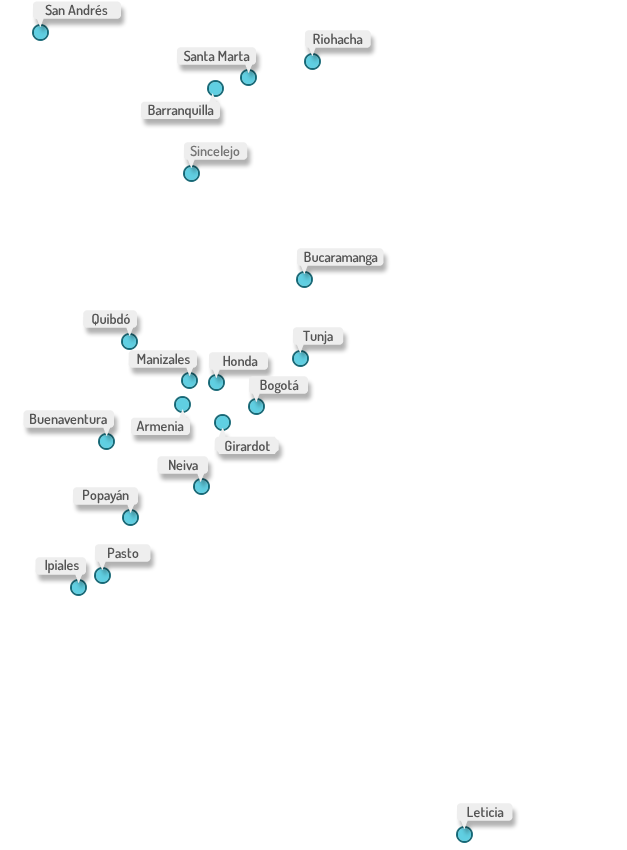 San Andrés
Riohacha
Santa Marta
Barranquilla
Sincelejo
Bucaramanga
Quibdó
Tunja
Manizales
Honda
Bogotá
Buenaventura
Armenia
Girardot
Neiva
Popayán
Pasto
Ipiales
Leticia